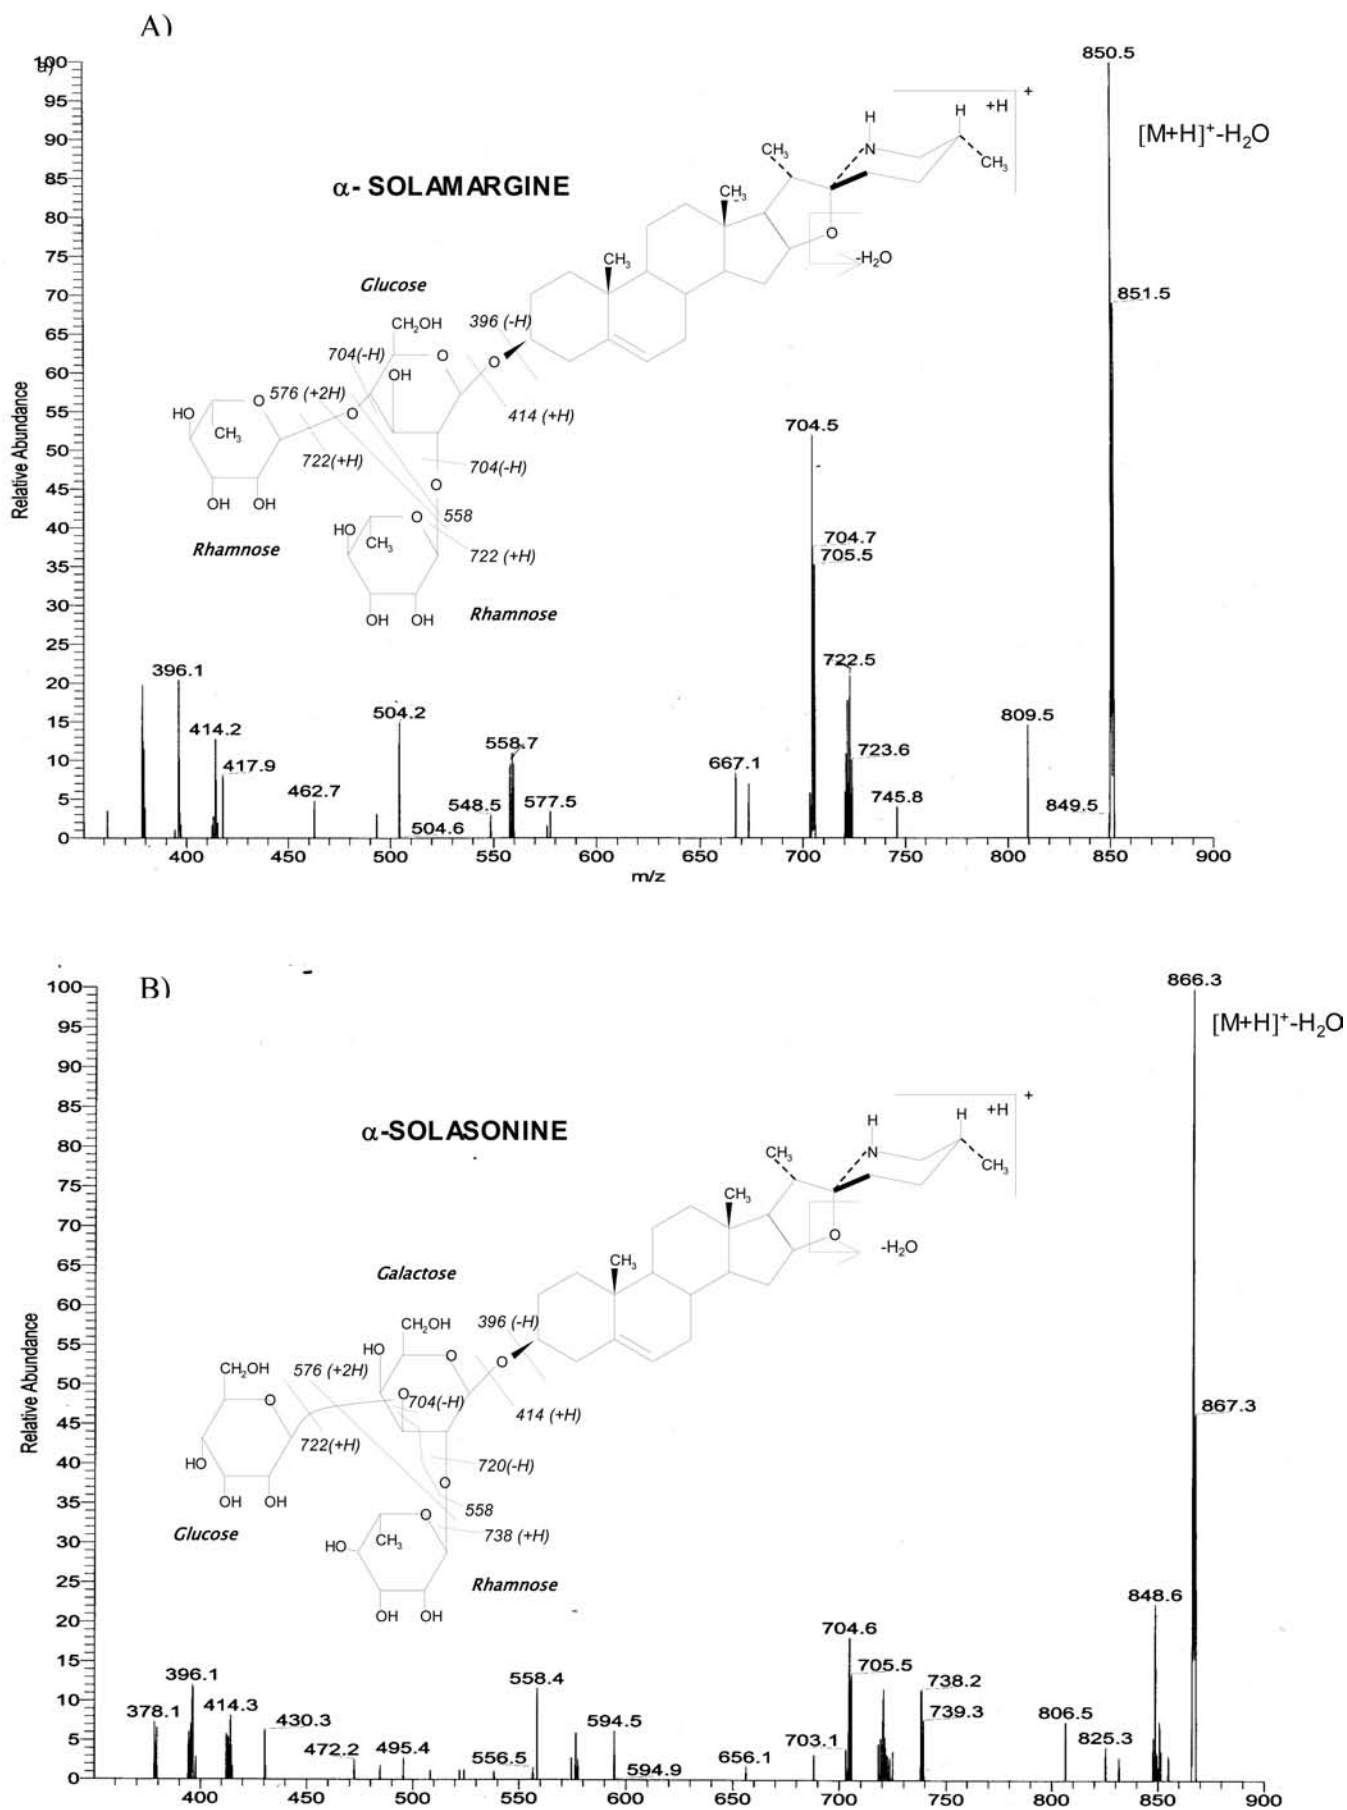 A)
a)
100
95
90
85
80
75
70
65
60
55
50
45
40
35
30
25
20
15
10
5
0
Relative Abundance
850.5
[M+H]⁺-H₂O
+H
+
H
H
N
CH₃
CH₃
α- SOLAMARGINE
CH₃
O
-H₂O
CH₃
851.5
Glucose
396 (-H)
CH₂OH
704(-H)
O
O
OH
576 (+2H)
O
414 (+H)
HO
O
CH₃
722(+H)
704(-H)
O
OH OH
558
O
HO
CH₃
722 (+H)
Rhamnose
OH OH
Rhamnose
704.5
704.7
705.5
722.5
723.6
396.1
414.2
417.9
462.7
504.2
504.6
548.5
558.7
577.5
667.1
745.8
809.5
849.5
400 450 500 550 600 650 700 750 800 850 900
m/z
B)
100
95
90
85
80
75
70
65
60
55
50
45
40
35
30
25
20
15
10
5
0
Relative Abundance
866.3
[M+H]⁺-H₂O
+H
+
H
H
N
CH₃
CH₃
α-SOLASONINE
CH₃
O
-H₂O
CH₃
Galactose
396 (-H)
CH₂OH
HO
O
O
576 (+2H)
CH₂OH
O
O
704(-H)
414 (+H)
722(+H)
HO
720(-H)
O
OH OH
558
Glucose
O
738 (+H)
HO
CH₃
Rhamnose
OH OH
867.3
848.6
704.6
705.5
738.2
739.3
806.5
825.3
703.1
656.1
594.5
594.9
558.4
556.5
495.4
472.2
430.3
414.3
396.1
378.1
400 450 500 550 600 650 700 750 800 850 900